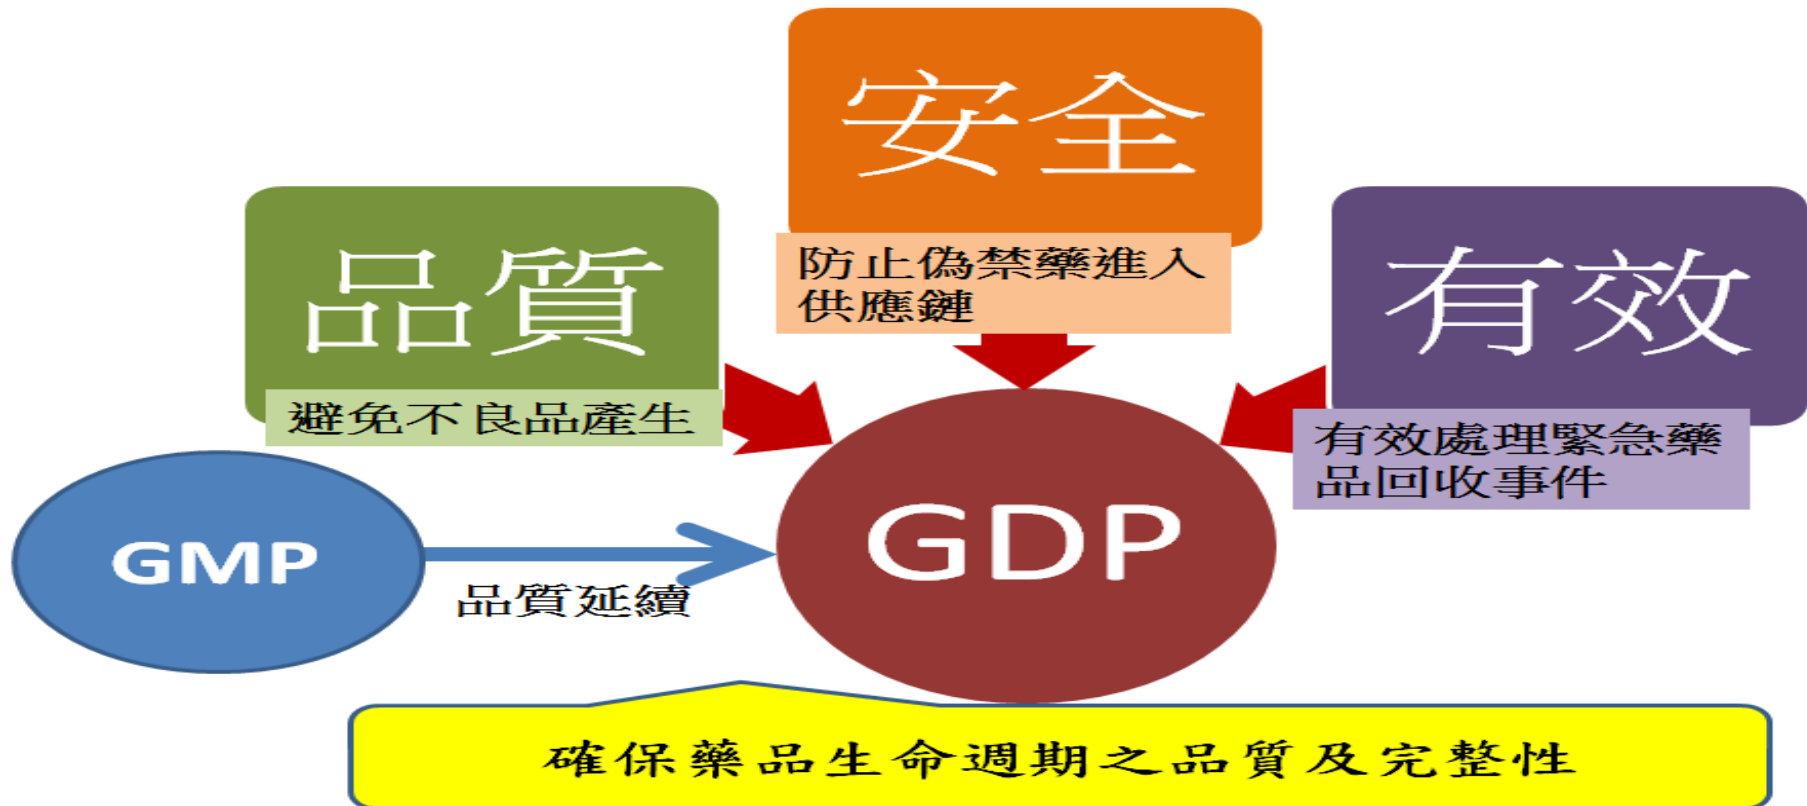 安全
防止偽禁藥進入
供應鏈
品質
避免不良品產生
有效
有效處理緊急藥
品回收事件
GMP
品質延續
GDP
確保藥品生命週期之品質及完整性